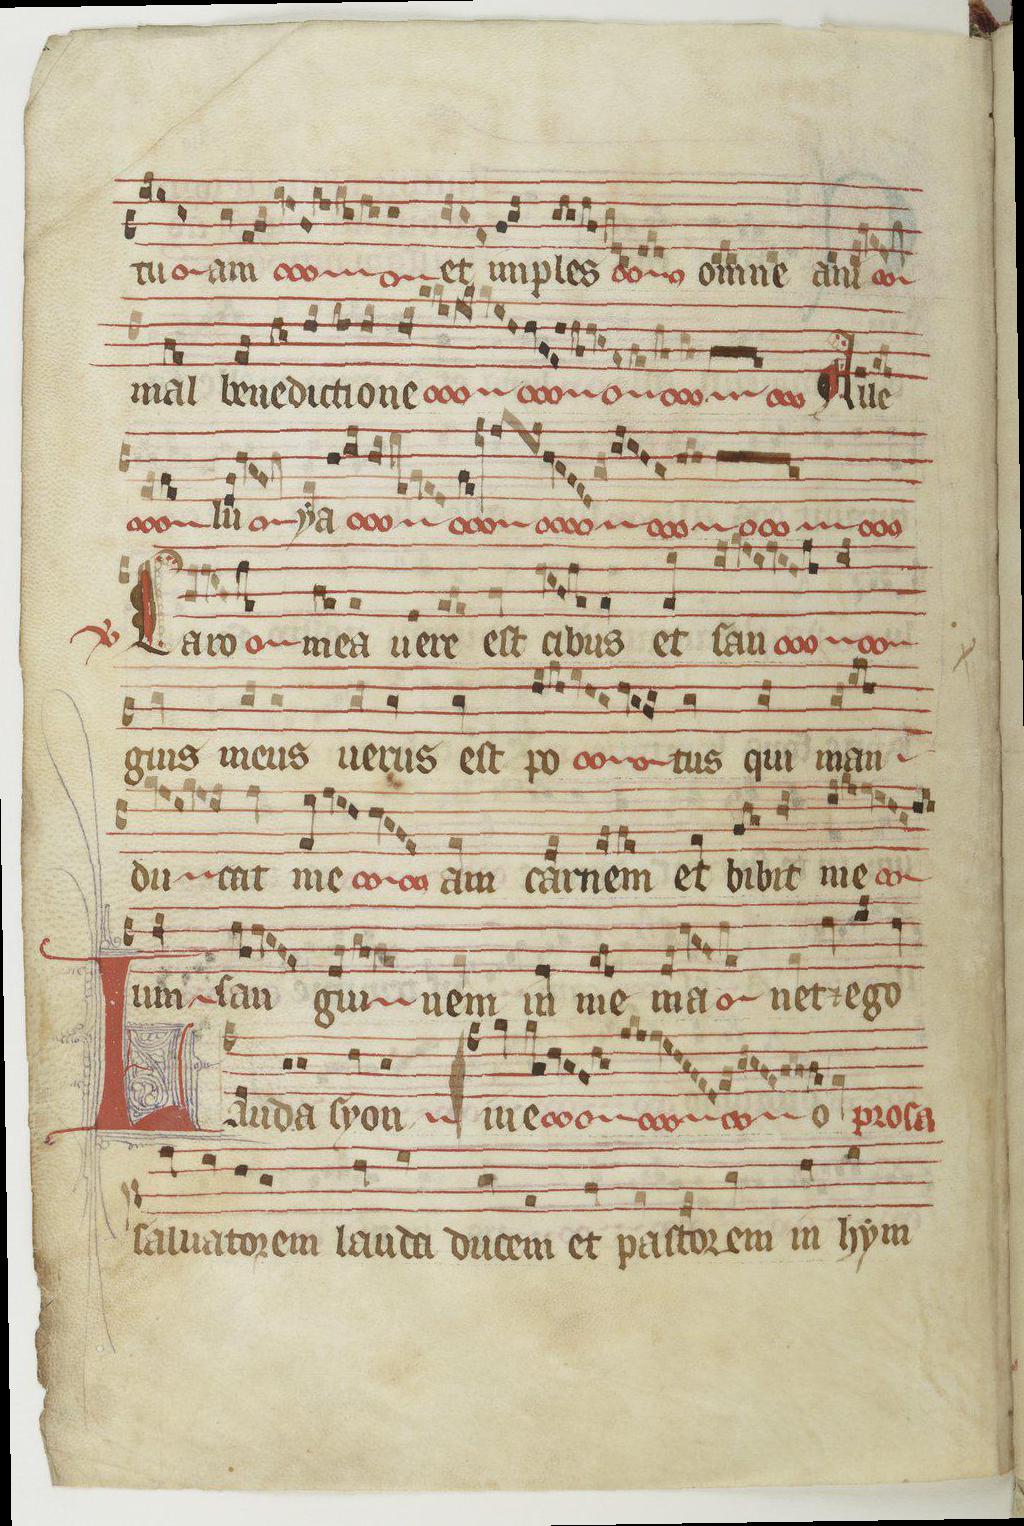 tu am et imples omne ani
mal benedictione Alle
lu ya
℣ Caro mea uere est cibus et san
guis meus uerus est po tus qui man
du cat me am carnem et bibit me
um san gui nem in me ma net ⁊ ego
Lauda syon in e o prosa
saluatorem lauda ducem et pastorem in hym